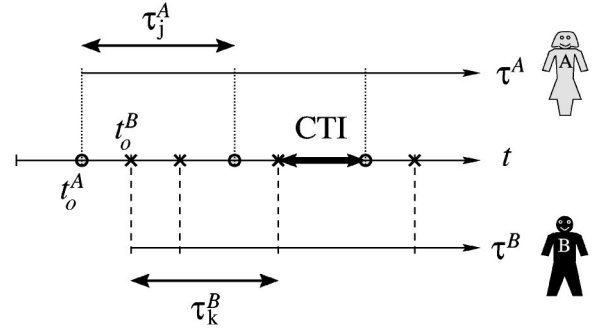 τ_j^A
τ^A
A
t_o^B
CTI
t
t_o^A
τ^B
B
τ_k^B